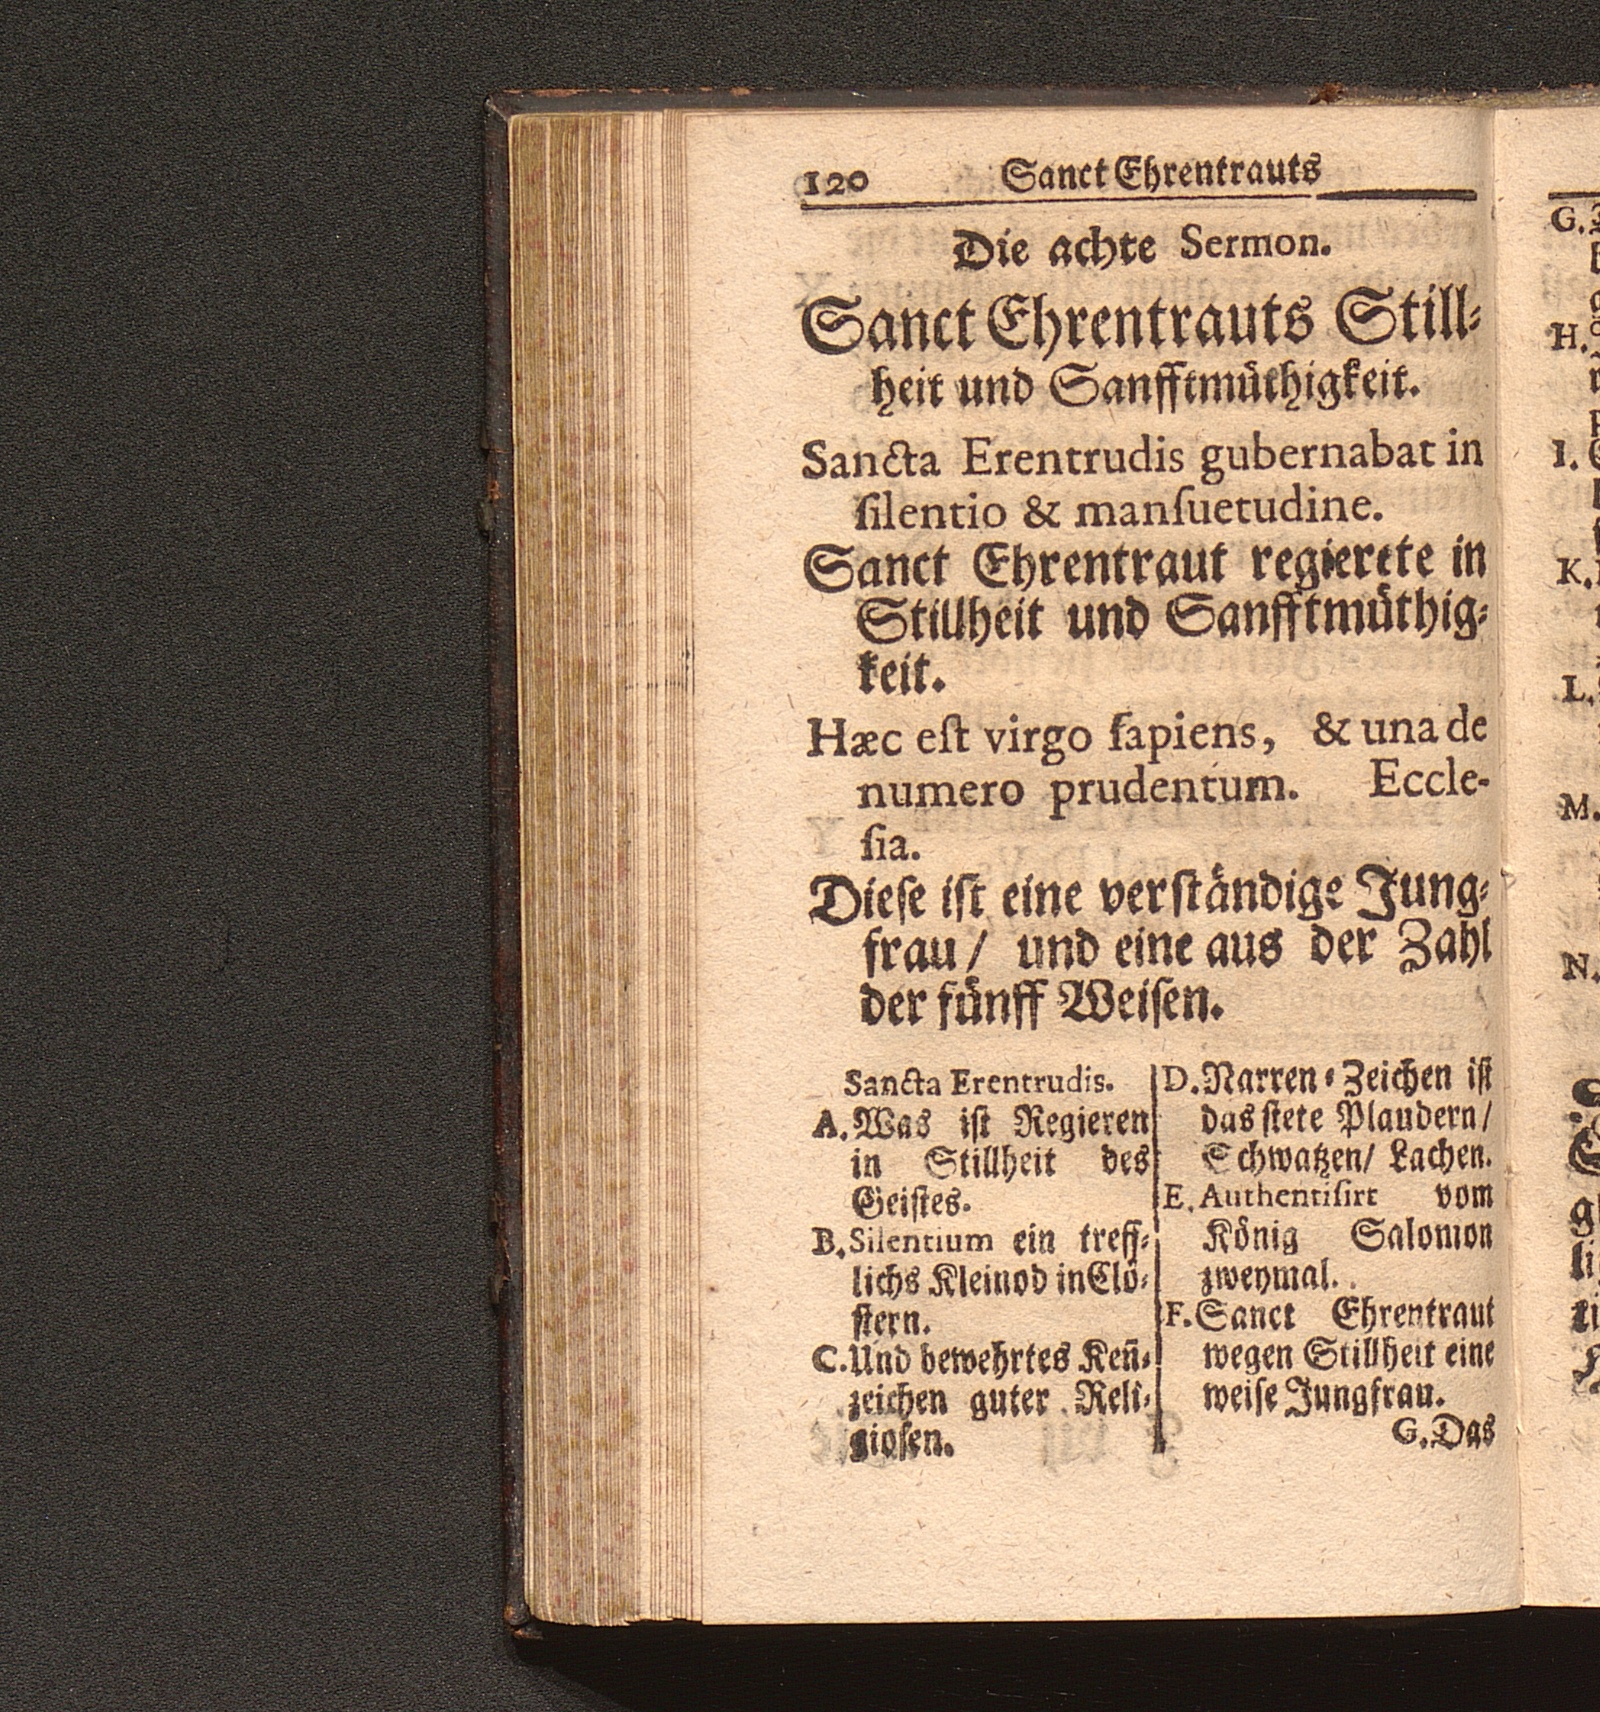 120 Sanct Ehrentrauts
Die achte Sermon.
Sanct Ehrentrauts Still⸗
heit und Sanfftmüthigkeit.
Sancta Erentrudis gubernabat in
ſilentio & manſuetudine.
Sanct Ehrentraut regierete in
Stillheit und Sanfftmüthig⸗
keit.
Hæc eſt virgo ſapiens, & una de
numero prudentum. Eccle-
ſia.
Dieſe iſt eine verſtändige Jung⸗
frau/ und eine aus der Zahl
der fünff Weiſen.
Sancta Erentrudis.
A. Was iſt Regieren
in Stillheit des
Geiſtes.
B. Silentium ein treff⸗
lichs Kleinod in Clö⸗
ſtern.
C. Und bewehrtes Keñ⸗
zeichen guter Reli⸗
gioſen.
D. Narren⸗Zeichen iſt
das ſtete Plaudern/
Schwatzen/ Lachen.
E. Authentiſirt vom
König Salomon
zweymal.
F. Sanct Ehrentraut
wegen Stillheit eine
weiſe Jungfrau.
G. Das
G.
H.
I.
K.
L.
M.
N.